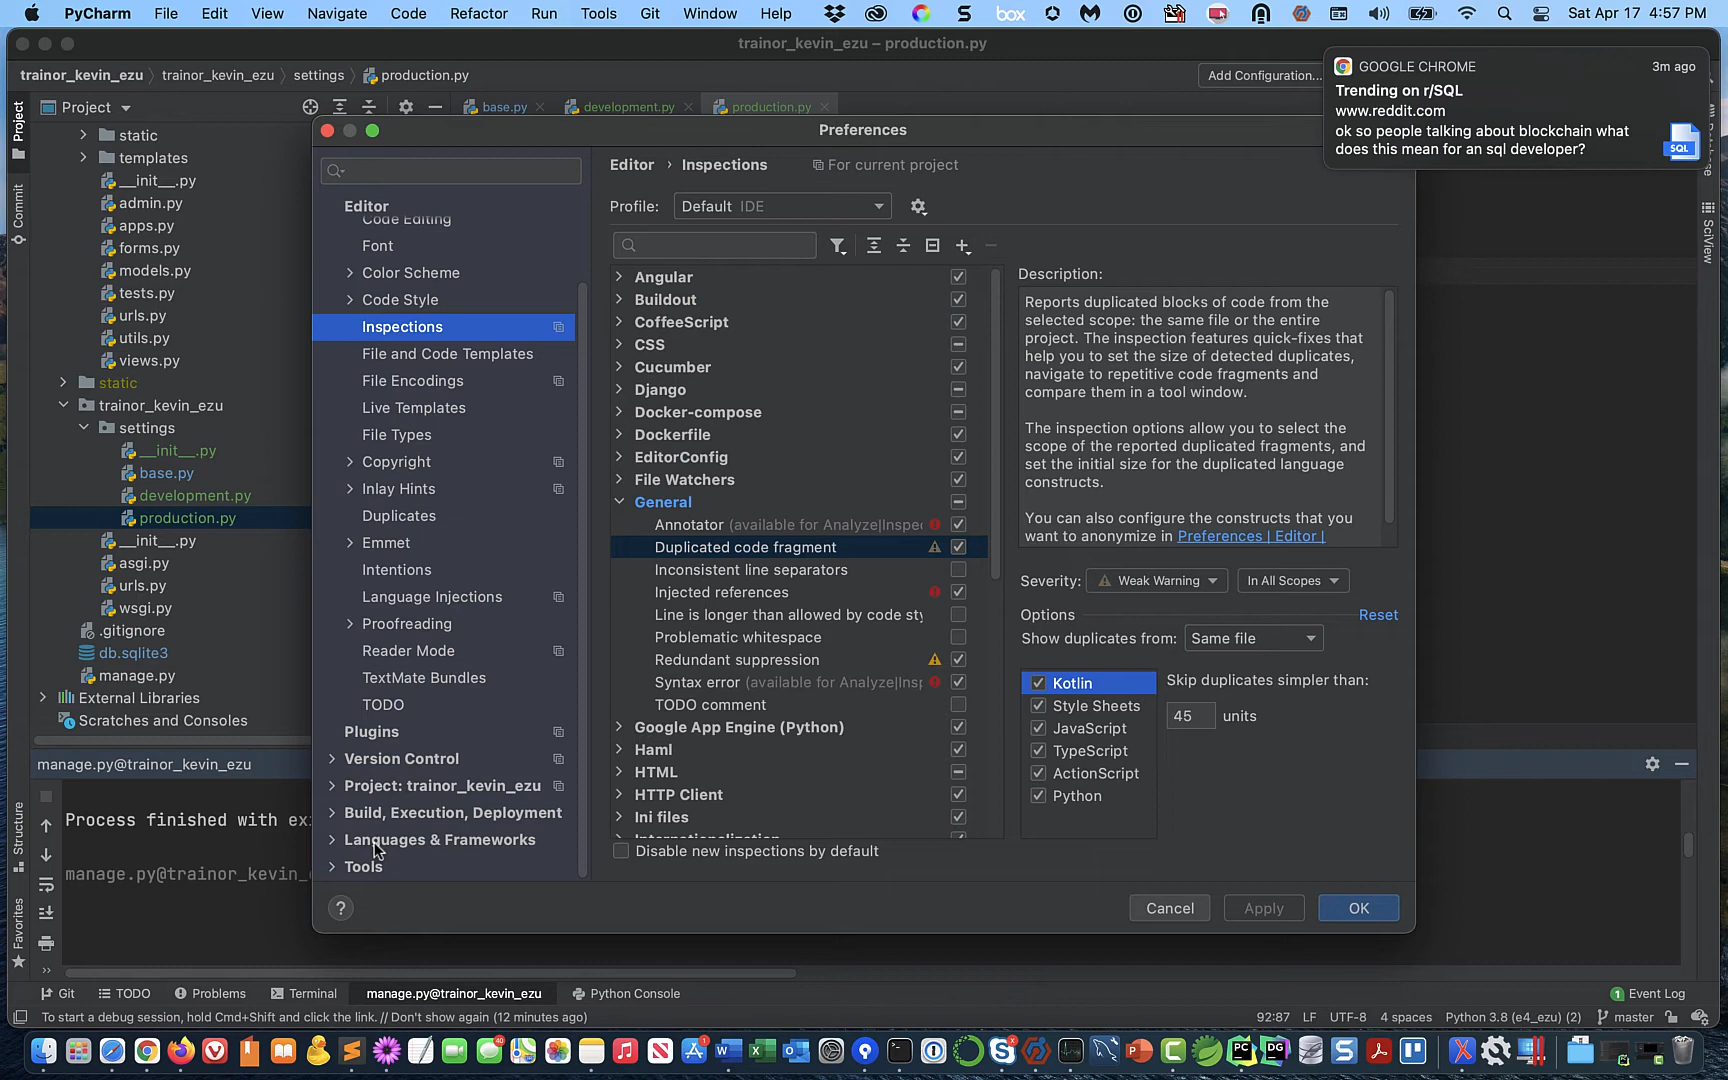 PyCharm File Edit View Navigate Code Refactor Run Tools Git Window Help box Sat Apr 17 4:57 PM
trainor_kevin_ezu – production.py
trainor_kevin_ezu trainor_kevin_ezu settings production.py Add Configuration...
GOOGLE CHROME 3m ago
Trending on r/SQL
www.reddit.com
ok so people talking about blockchain what
does this mean for an sql developer?
SQL
Project
Commit
Structure
Favorites
SciView
Project base.py development.py production.py
static
templates
__init__.py
admin.py
apps.py
forms.py
models.py
tests.py
urls.py
utils.py
views.py
static
trainor_kevin_ezu
settings
__init__.py
base.py
development.py
production.py
__init__.py
asgi.py
urls.py
wsgi.py
.gitignore
db.sqlite3
manage.py
External Libraries
Scratches and Consoles
Preferences
Editor
Code Editing
Font
Color Scheme
Code Style
Inspections
File and Code Templates
File Encodings
Live Templates
File Types
Copyright
Inlay Hints
Duplicates
Emmet
Intentions
Language Injections
Proofreading
Reader Mode
TextMate Bundles
TODO
Plugins
Version Control
Project: trainor_kevin_ezu
Build, Execution, Deployment
Languages & Frameworks
Tools
Editor › Inspections For current project
Profile: Default IDE
Angular
Buildout
CoffeeScript
CSS
Cucumber
Django
Docker-compose
Dockerfile
EditorConfig
File Watchers
General
Annotator (available for Analyze|Inspec
Duplicated code fragment
Inconsistent line separators
Injected references
Line is longer than allowed by code sty
Problematic whitespace
Redundant suppression
Syntax error (available for Analyze|Insp
TODO comment
Google App Engine (Python)
Haml
HTML
HTTP Client
Ini files
Internationalization
Disable new inspections by default
Description:
Reports duplicated blocks of code from the
selected scope: the same file or the entire
project. The inspection features quick-fixes that
help you to set the size of detected duplicates,
navigate to repetitive code fragments and
compare them in a tool window.
The inspection options allow you to select the
scope of the reported duplicated fragments, and
set the initial size for the duplicated language
constructs.
You can also configure the constructs that you
want to anonymize in Preferences | Editor |
Severity: Weak Warning In All Scopes
Options Reset
Show duplicates from: Same file
Kotlin
Style Sheets
JavaScript
TypeScript
ActionScript
Python
Skip duplicates simpler than:
45 units
? Cancel Apply OK
manage.py@trainor_kevin_ezu
Process finished with ex
manage.py@trainor_kevin_
Git TODO Problems Terminal manage.py@trainor_kevin_ezu Python Console 1 Event Log
To start a debug session, hold Cmd+Shift and click the link. // Don't show again (12 minutes ago) 92:87 LF UTF-8 4 spaces Python 3.8 (e4_ezu) (2) master